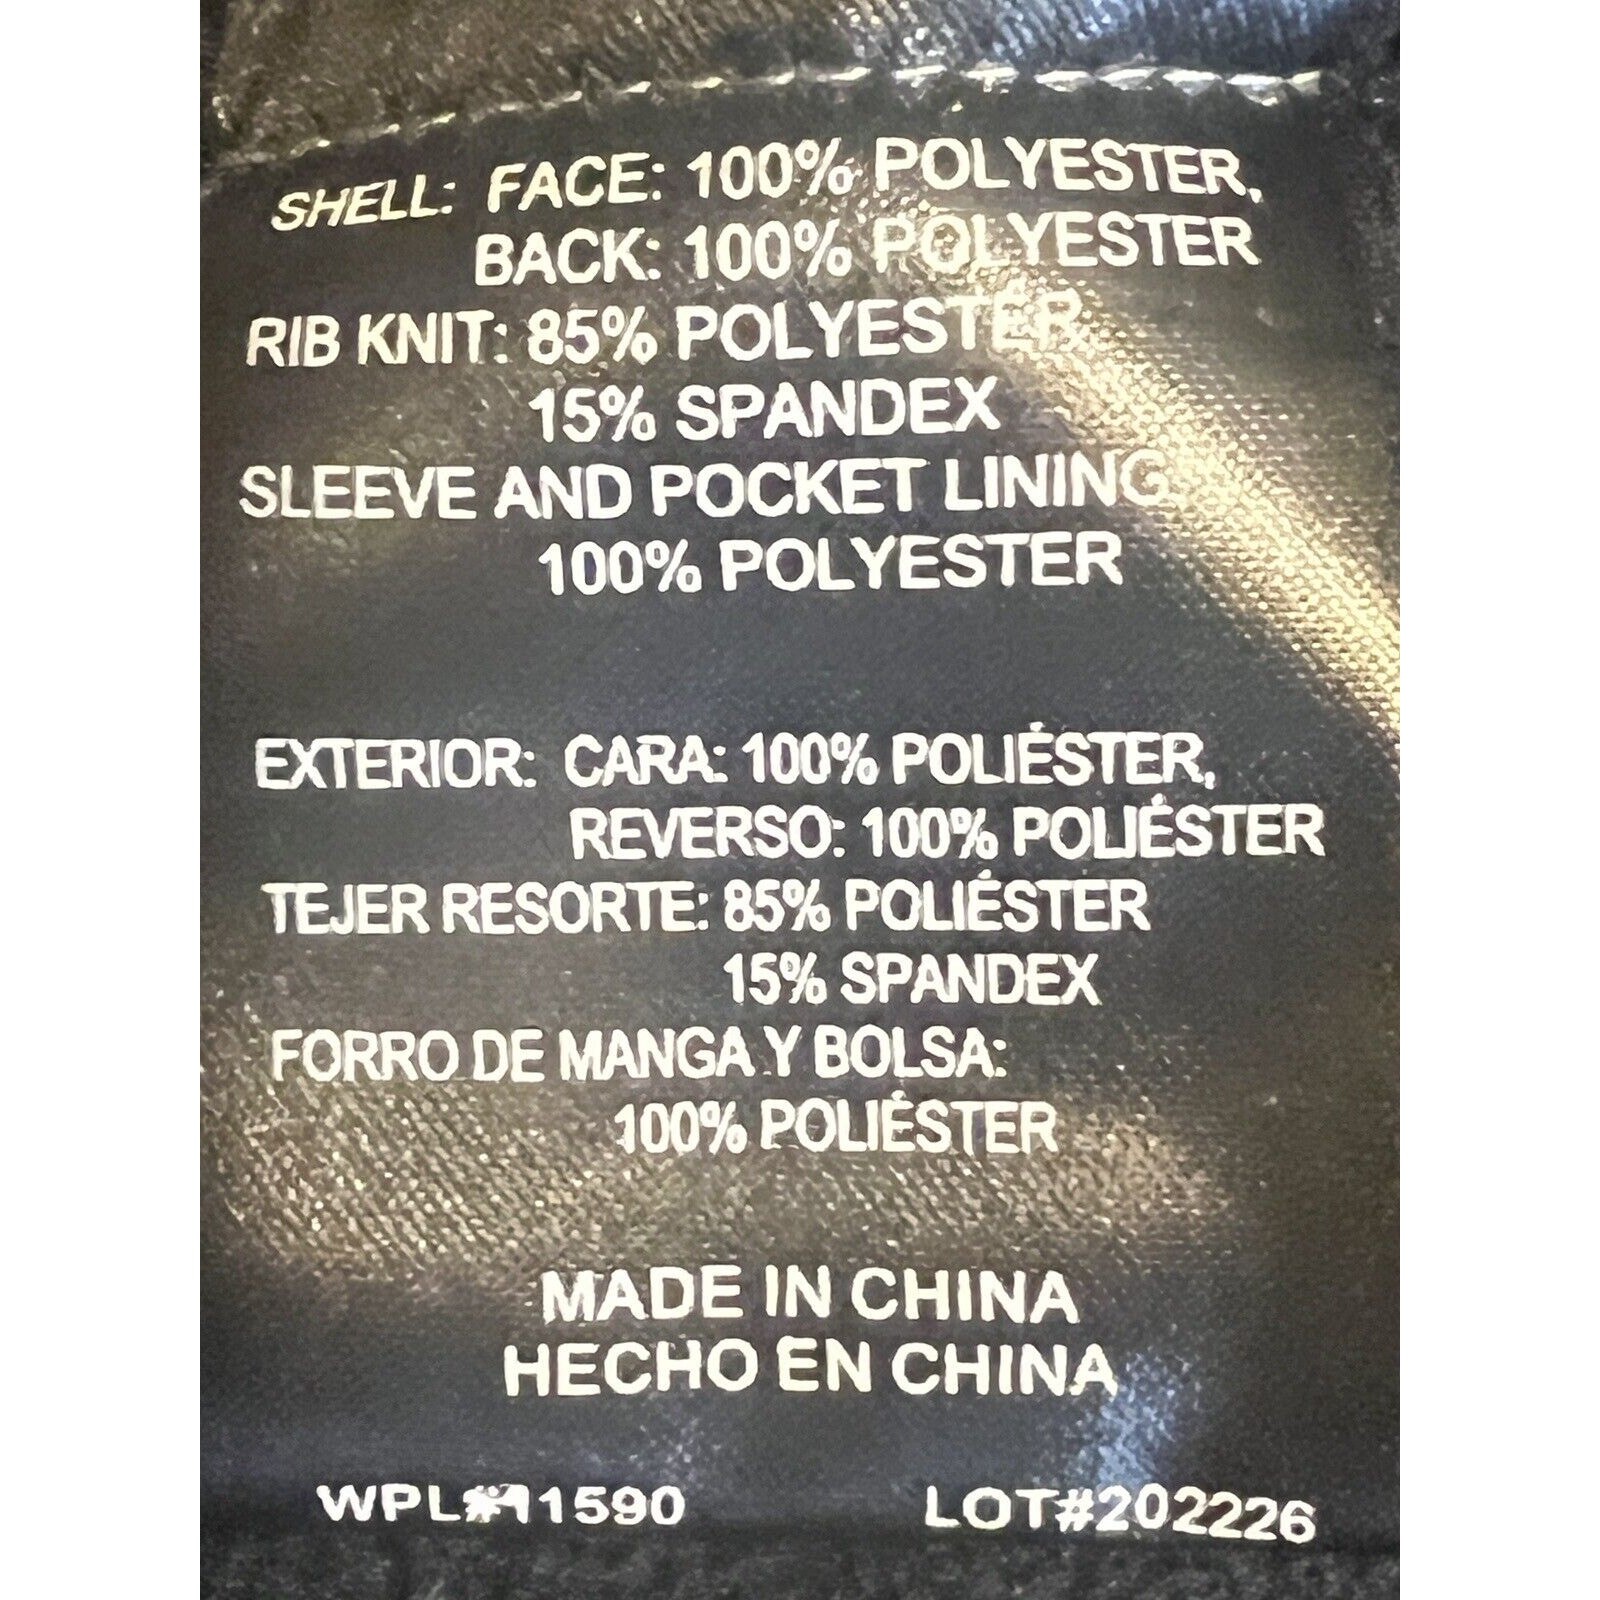 SHELL: FACE: 100% POLYESTER,
BACK: 100% POLYESTER
RIB KNIT: 85% POLYESTER
15% SPANDEX
SLEEVE AND POCKET LINING
100% POLYESTER
EXTERIOR: CARA: 100% POLIÉSTER,
REVERSO: 100% POLIÉSTER
TEJER RESORTE: 85% POLIÉSTER
15% SPANDEX
FORRO DE MANGA Y BOLSA:
100% POLIÉSTER
MADE IN CHINA
HECHO EN CHINA
WPL#11590 LOT#202226